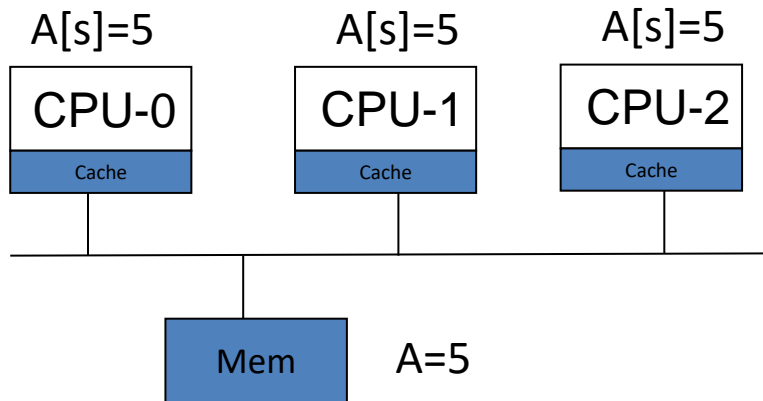 A[s]=5
A[s]=5
A[s]=5
CPU-0
CPU-1
CPU-2
Cache
Cache
Cache
Mem
A=5